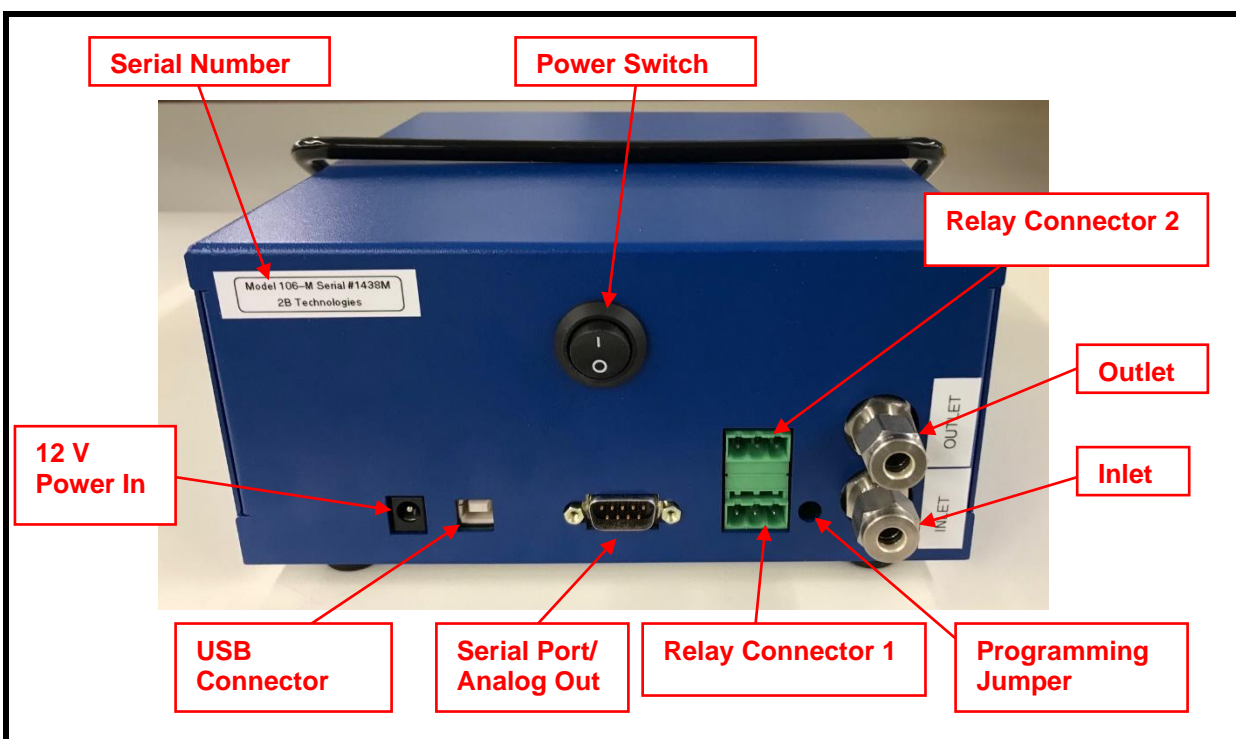 Serial Number
Power Switch
Relay Connector 2
Model 106-M Serial #1438M
2B Technologies
Outlet
OUTLET
12 V
Power In
Inlet
INLET
USB
Connector
Serial Port/
Analog Out
Relay Connector 1
Programming
Jumper